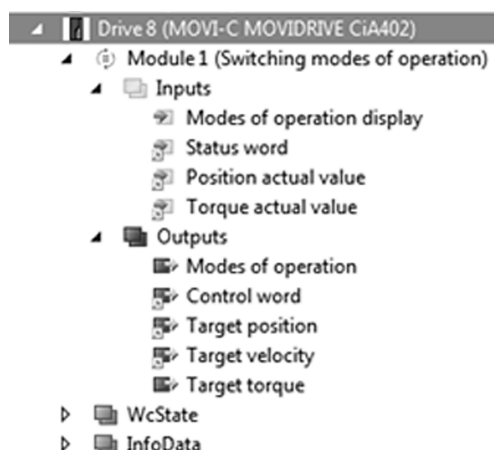 Drive 8 (MOVI-C MOVIDRIVE CiA402)
Module 1 (Switching modes of operation)
Inputs
Modes of operation display
Status word
Position actual value
Torque actual value
Outputs
Modes of operation
Control word
Target position
Target velocity
Target torque
WcState
InfoData